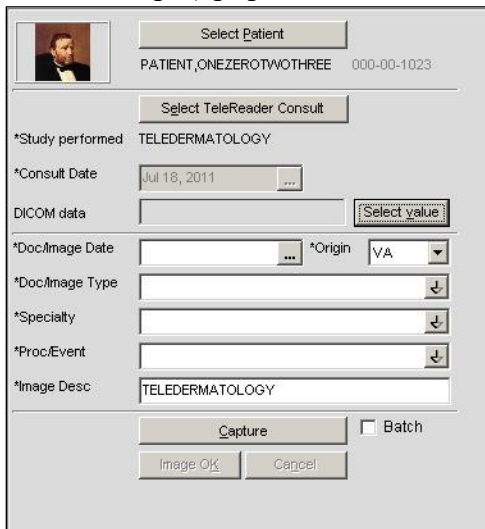 Select Patient
PATIENT,ONEZEROTWOTHREE 000-00-1023
Select TeleReader Consult
*Study performed TELEDERMATOLOGY
*Consult Date Jul 18, 2011 ...
DICOM data Select value
*Doc/Image Date ... *Origin VA
*Doc/Image Type
*Specialty
*Proc/Event
*Image Desc TELEDERMATOLOGY
Capture Batch
Image OK Cancel